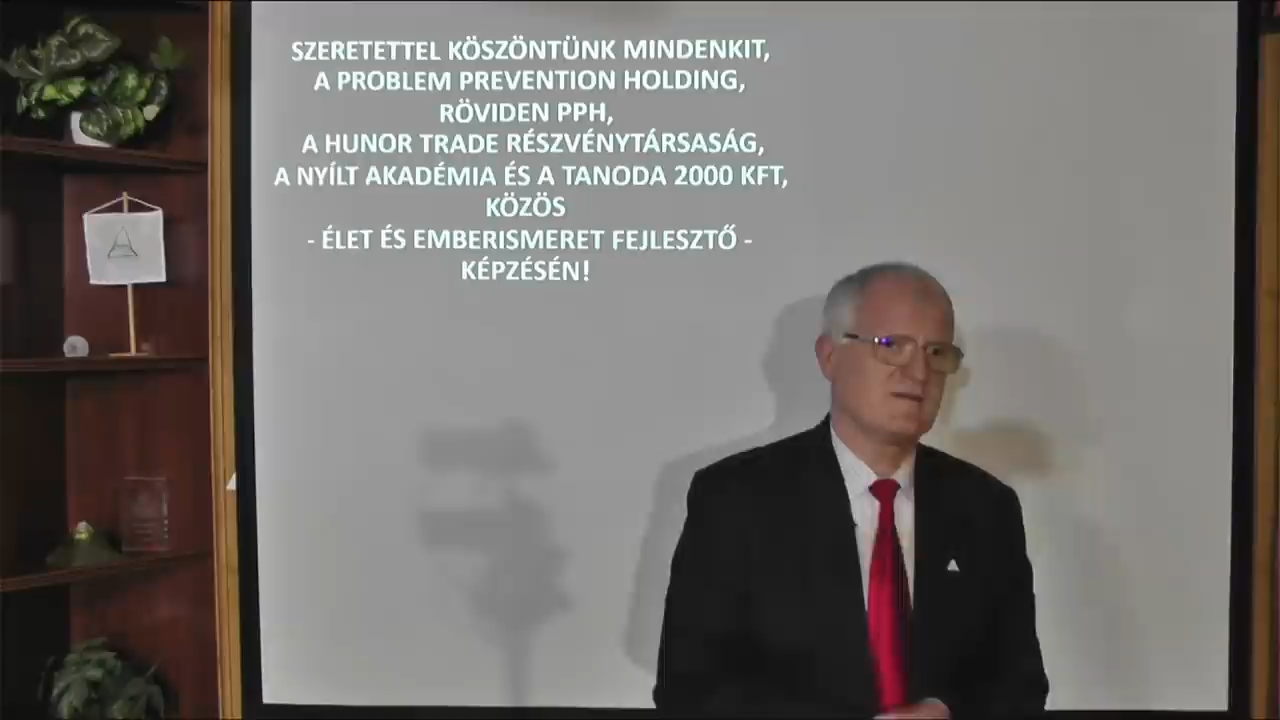 SZERETETTEL KÖSZÖNTÜNK MINDENKIT,
A PROBLEM PREVENTION HOLDING,
RÖVIDEN PPH,
A HUNOR TRADE RÉSZVÉNYTÁRSASÁG,
A NYÍLT AKADÉMIA ÉS A TANODA 2000 KFT,
KÖZÖS
- ÉLET ÉS EMBERISMERET FEJLESZTŐ -
KÉPZÉSÉN!